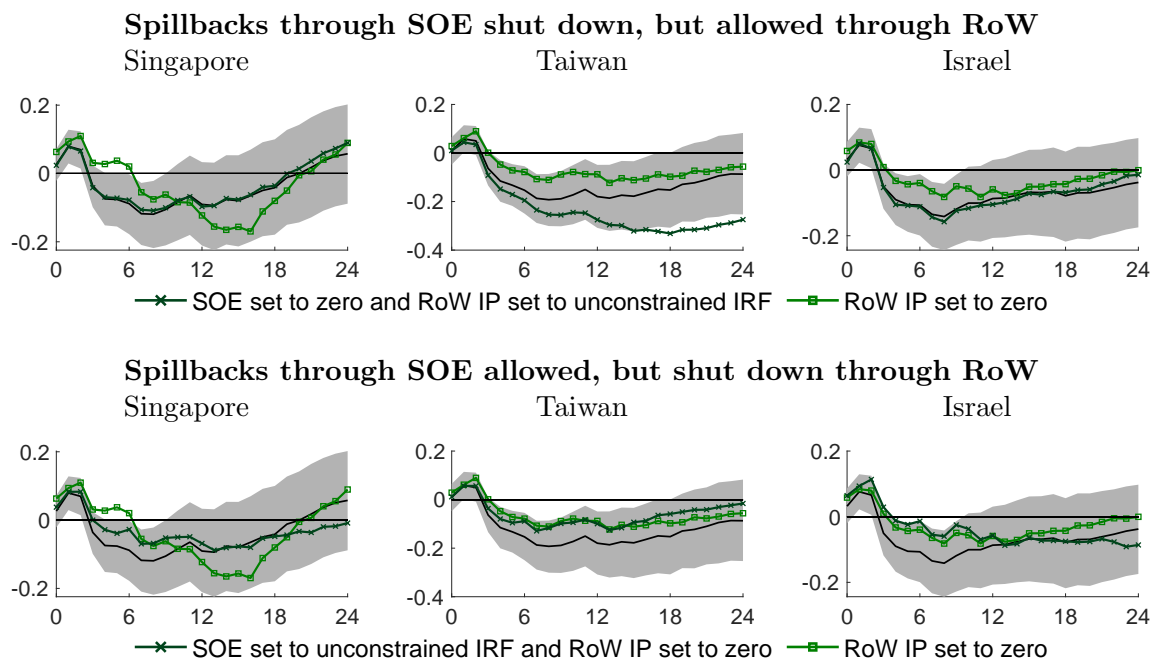 Spillbacks through SOE shut down, but allowed through RoW
Singapore Taiwan Israel
0.2 0.2 0.2
0 0 0
-0.2 -0.2 -0.2
-0.4
0 6 12 18 24 0 6 12 18 24 0 6 12 18 24
SOE set to zero and RoW IP set to unconstrained IRF RoW IP set to zero
Spillbacks through SOE allowed, but shut down through RoW
Singapore Taiwan Israel
0.2 0.2 0.2
0 0 0
-0.2 -0.2 -0.2
-0.4
0 6 12 18 24 0 6 12 18 24 0 6 12 18 24
SOE set to unconstrained IRF and RoW IP set to zero RoW IP set to zero